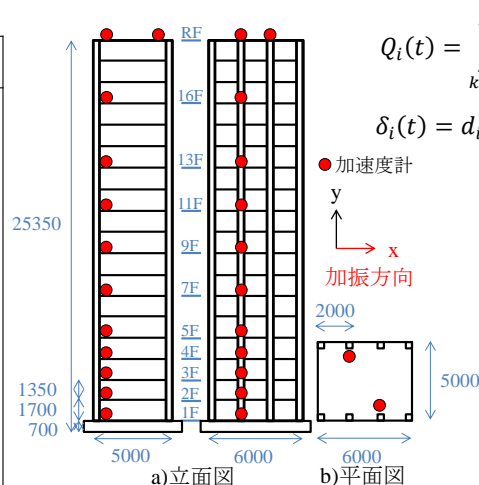 RF
16F
13F
11F
9F
7F
5F
4F
3F
2F
1F
25350
1350
1700
700
5000
6000
a)立面図
Q_i(t) =
k
δ_i(t) = d_i
加速度計
y
x
加振方向
2000
5000
6000
b)平面図